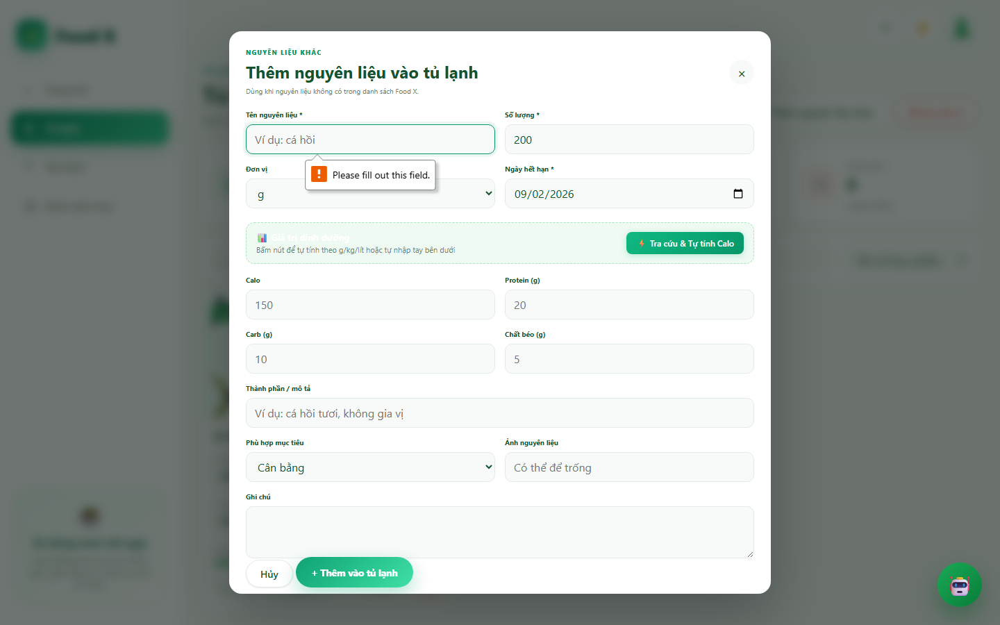 Food X
NGUYÊN LIỆU KHÁC
Thêm nguyên liệu vào tủ lạnh
×
Dùng khi nguyên liệu không có trong danh sách Food X.
Tên nguyên liệu *
Số lượng *
Ví dụ: cá hồi
200
Please fill out this field.
Đơn vị
Ngày hết hạn *
g
09/02/2026
Giá trị dinh dưỡng
Bấm nút để tự tính theo g/kg/lít hoặc tự nhập tay bên dưới
Tra cứu & Tự tính Calo
Calo
Protein (g)
150
20
Carb (g)
Chất béo (g)
10
5
Thành phần / mô tả
Ví dụ: cá hồi tươi, không gia vị
Phù hợp mục tiêu
Ảnh nguyên liệu
Cân bằng
Có thể để trống
Ghi chú
Hủy
+ Thêm vào tủ lạnh